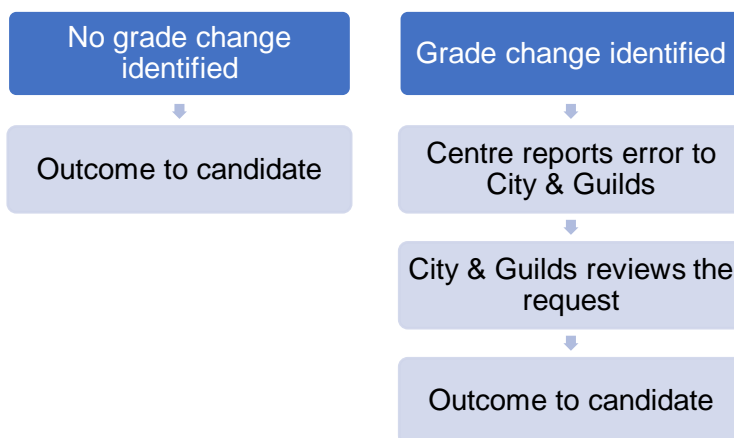 No grade change
identified
Outcome to candidate
Grade change identified
Centre reports error to
City & Guilds
City & Guilds reviews the
request
Outcome to candidate